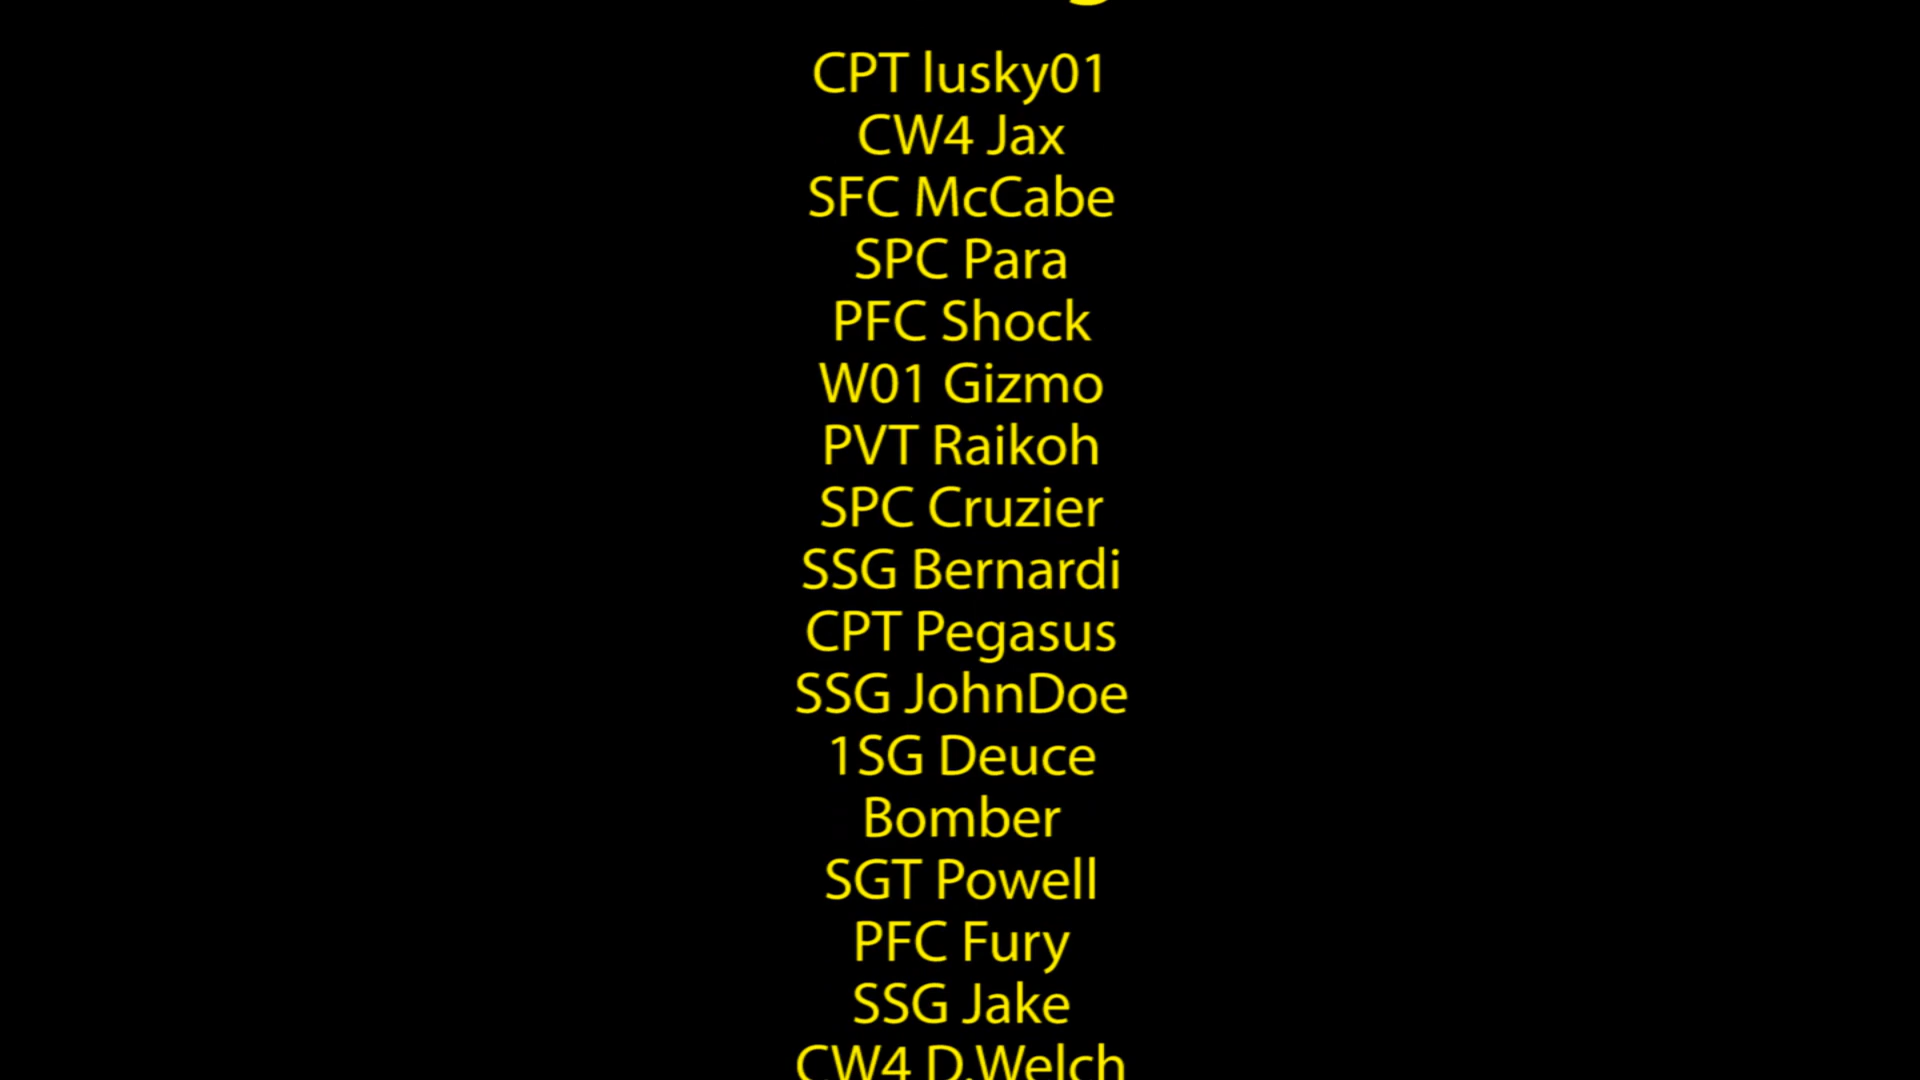 CPT lusky01
CW4 Jax
SFC McCabe
SPC Para
PFC Shock
W01 Gizmo
PVT Raikoh
SPC Cruzier
SSG Bernardi
CPT Pegasus
SSG JohnDoe
1SG Deuce
Bomber
SGT Powell
PFC Fury
SSG Jake
CW4 D.Welch